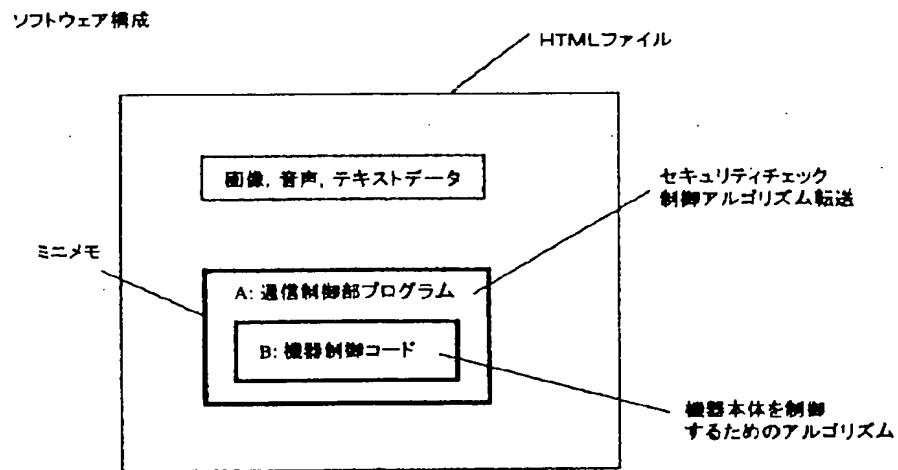 ソフトウェア構成
HTMLファイル
画像, 音声, テキストデータ
セキュリティチェック
制御アルゴリズム転送
ミニメモ
A: 通信制御部プログラム
B: 機器制御コード
機器本体を制御
するためのアルゴリズム